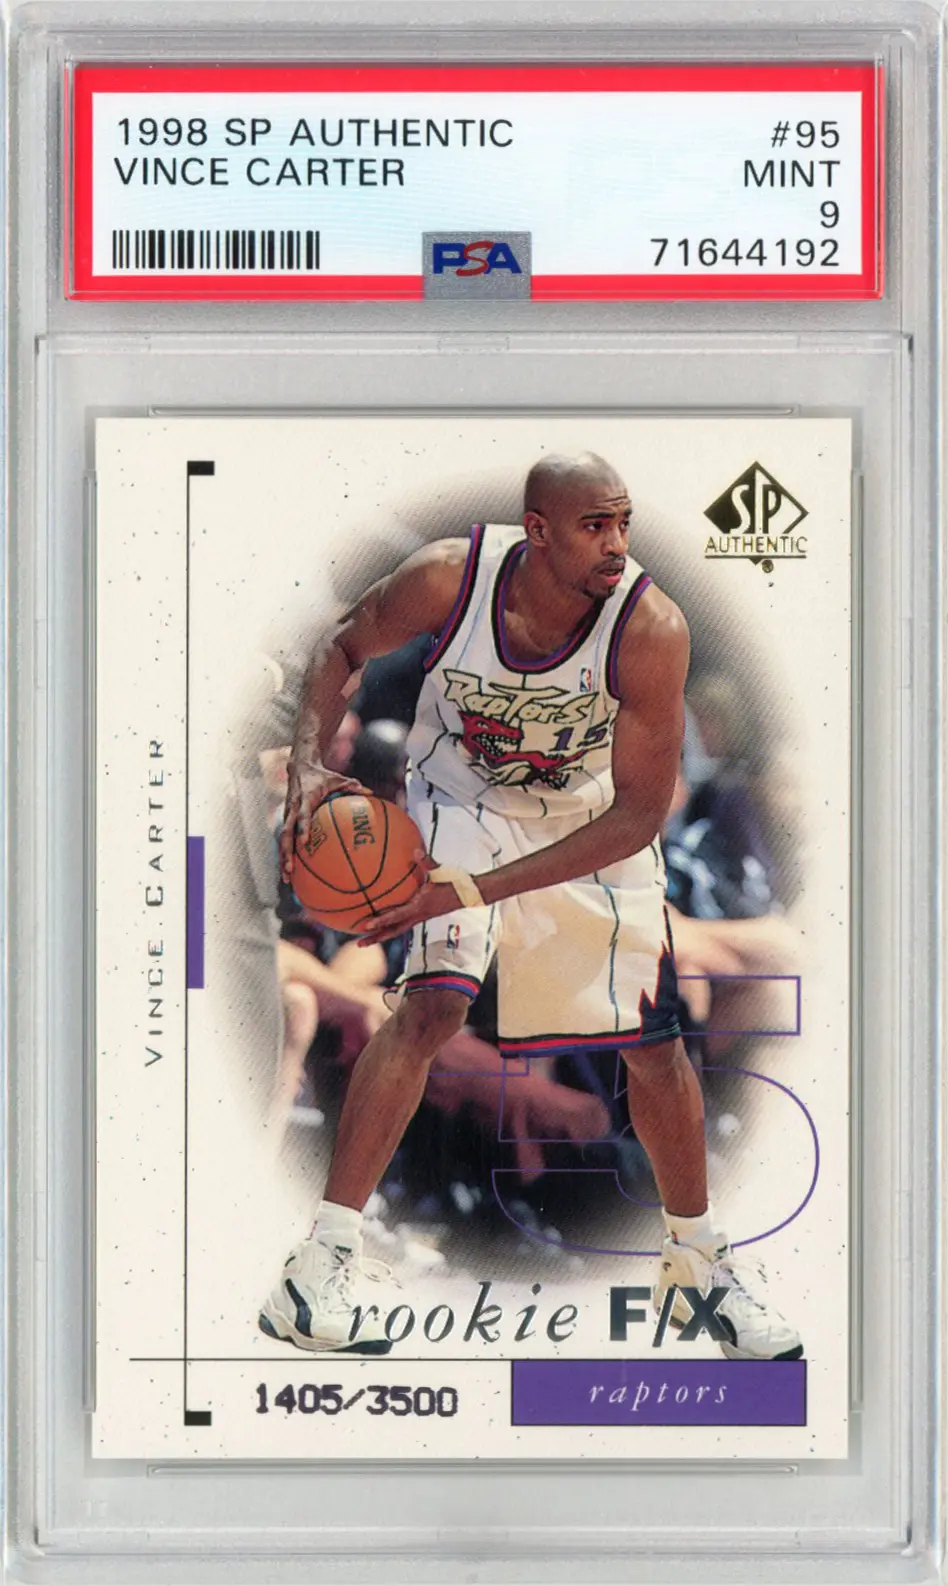 1998 SP AUTHENTIC #95
VINCE CARTER MINT
9
PSA 71644192
SP
AUTHENTIC
RAPTORS
15
VINCE CARTER
15
rookie F/X
1405/3500
raptors